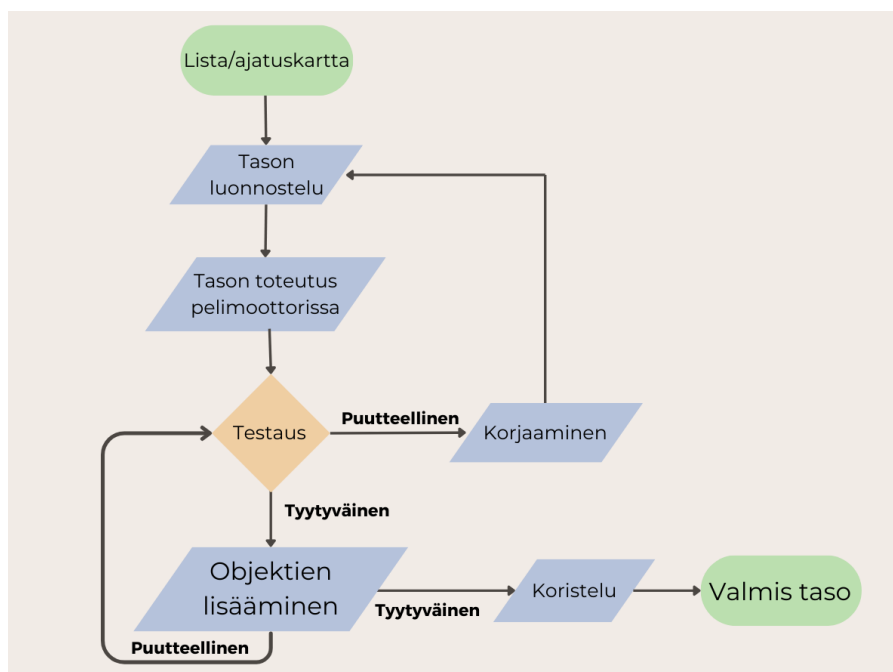 Lista/ajatuskartta
Tason
luonnostelu
Tason toteutus
pelimoottorissa
Testaus
Puutteellinen
Korjaaminen
Tyytyväinen
Objektien
lisääminen
Tyytyväinen
Koristelu
Valmis taso
Puutteellinen